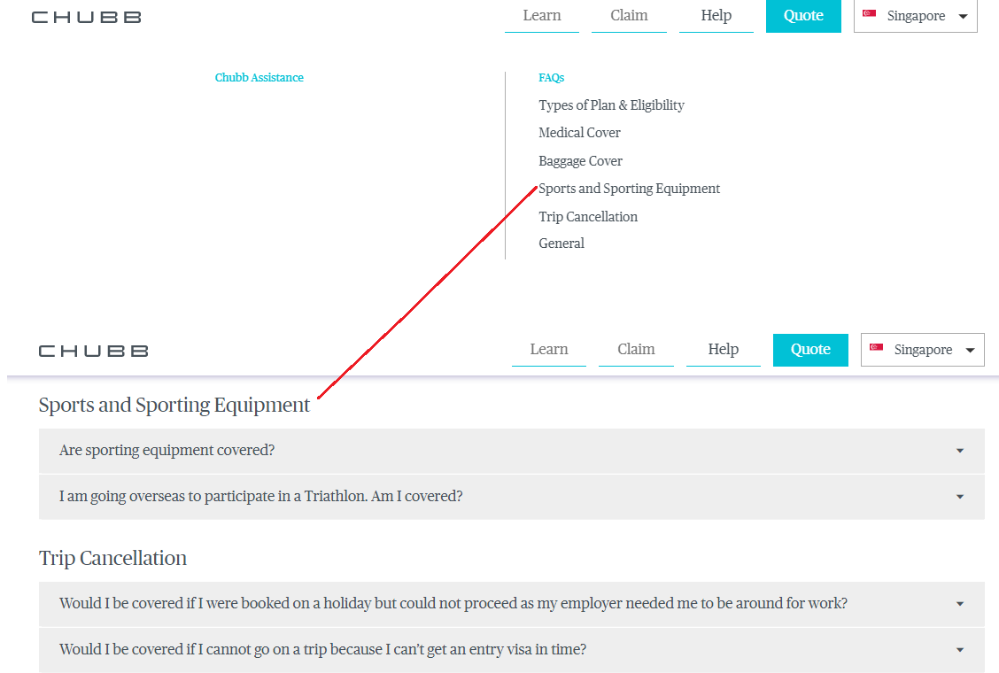 CHUBB
Learn
Claim
Help
Quote
Singapore
Chubb Assistance
FAQs
Types of Plan & Eligibility
Medical Cover
Baggage Cover
Sports and Sporting Equipment
Trip Cancellation
General
CHUBB
Learn
Claim
Help
Quote
Singapore
Sports and Sporting Equipment
Are sporting equipment covered?
I am going overseas to participate in a Triathlon. Am I covered?
Trip Cancellation
Would I be covered if I were booked on a holiday but could not proceed as my employer needed me to be around for work?
Would I be covered if I cannot go on a trip because I can’t get an entry visa in time?